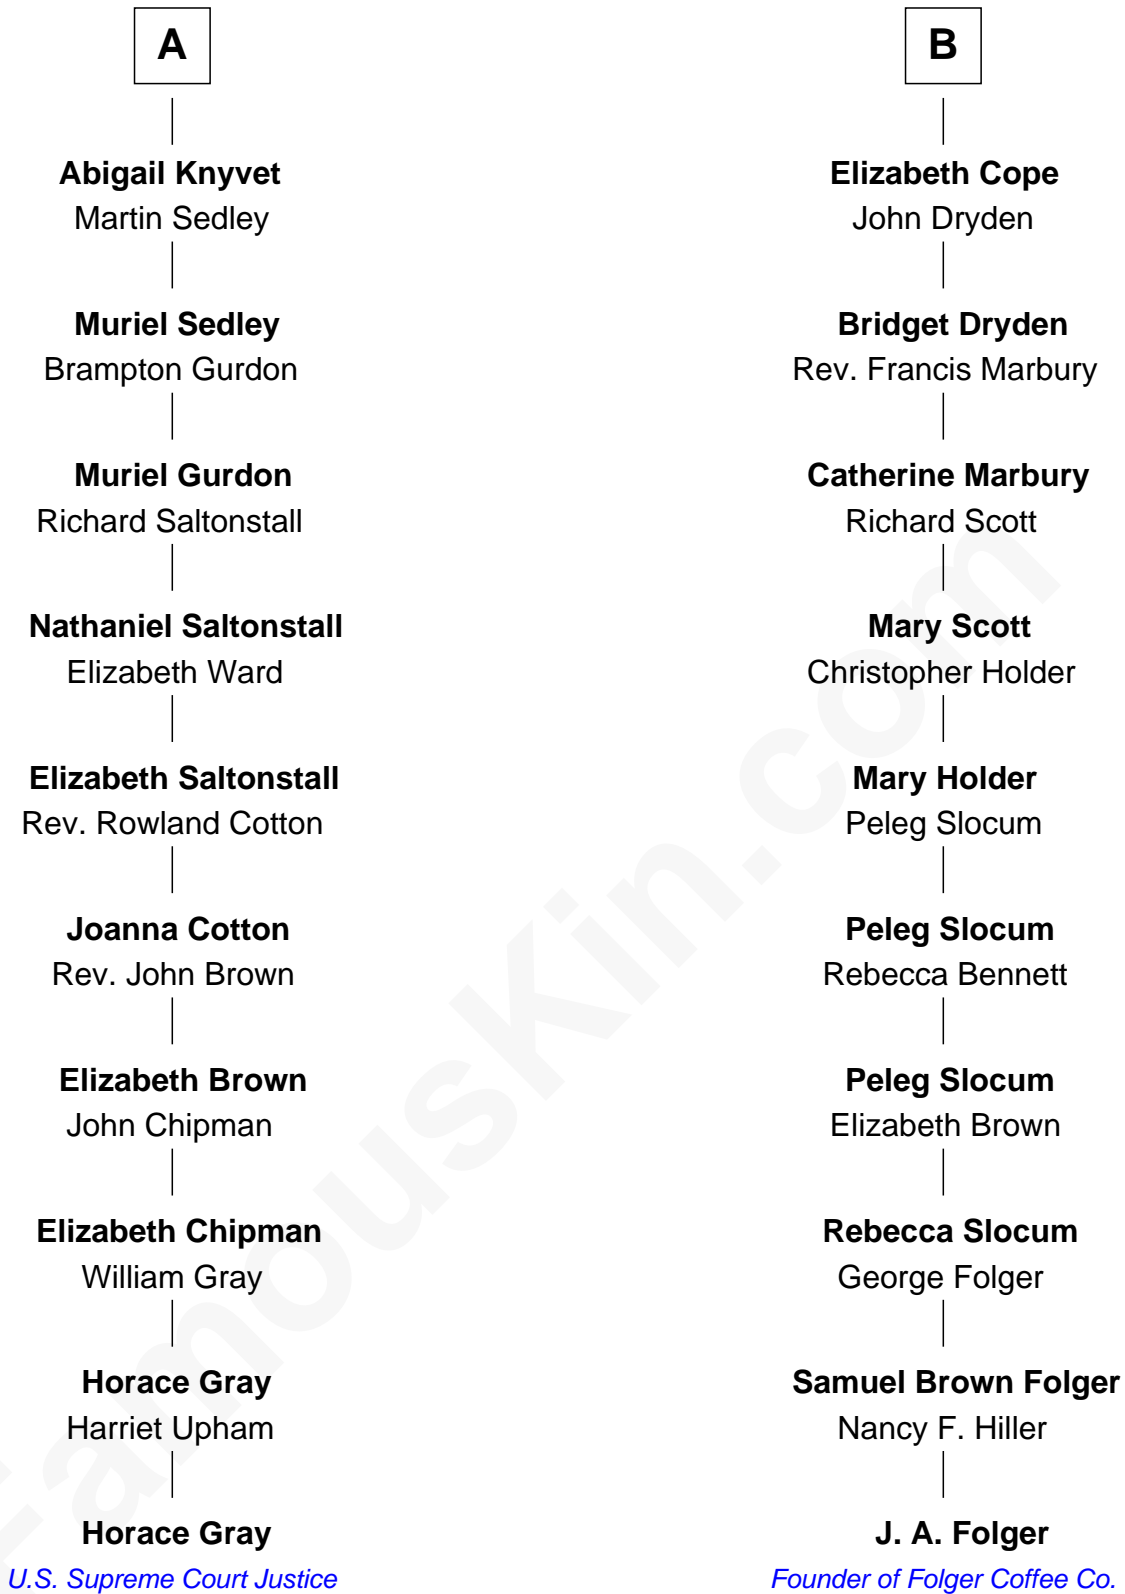 A
Abigail Knyvet
Martin Sedley
Muriel Sedley
Brampton Gurdon
Muriel Gurdon
Richard Saltonstall
Nathaniel Saltonstall
Elizabeth Ward
Elizabeth Saltonstall
Rev. Rowland Cotton
Joanna Cotton
Rev. John Brown
Elizabeth Brown
John Chipman
Elizabeth Chipman
William Gray
Horace Gray
Harriet Upham
Horace Gray
U.S. Supreme Court Justice
B
Elizabeth Cope
John Dryden
Bridget Dryden
Rev. Francis Marbury
Catherine Marbury
Richard Scott
Mary Scott
Christopher Holder
Mary Holder
Peleg Slocum
Peleg Slocum
Rebecca Bennett
Peleg Slocum
Elizabeth Brown
Rebecca Slocum
George Folger
Samuel Brown Folger
Nancy F. Hiller
J. A. Folger
Founder of Folger Coffee Co.
FamousKin.com